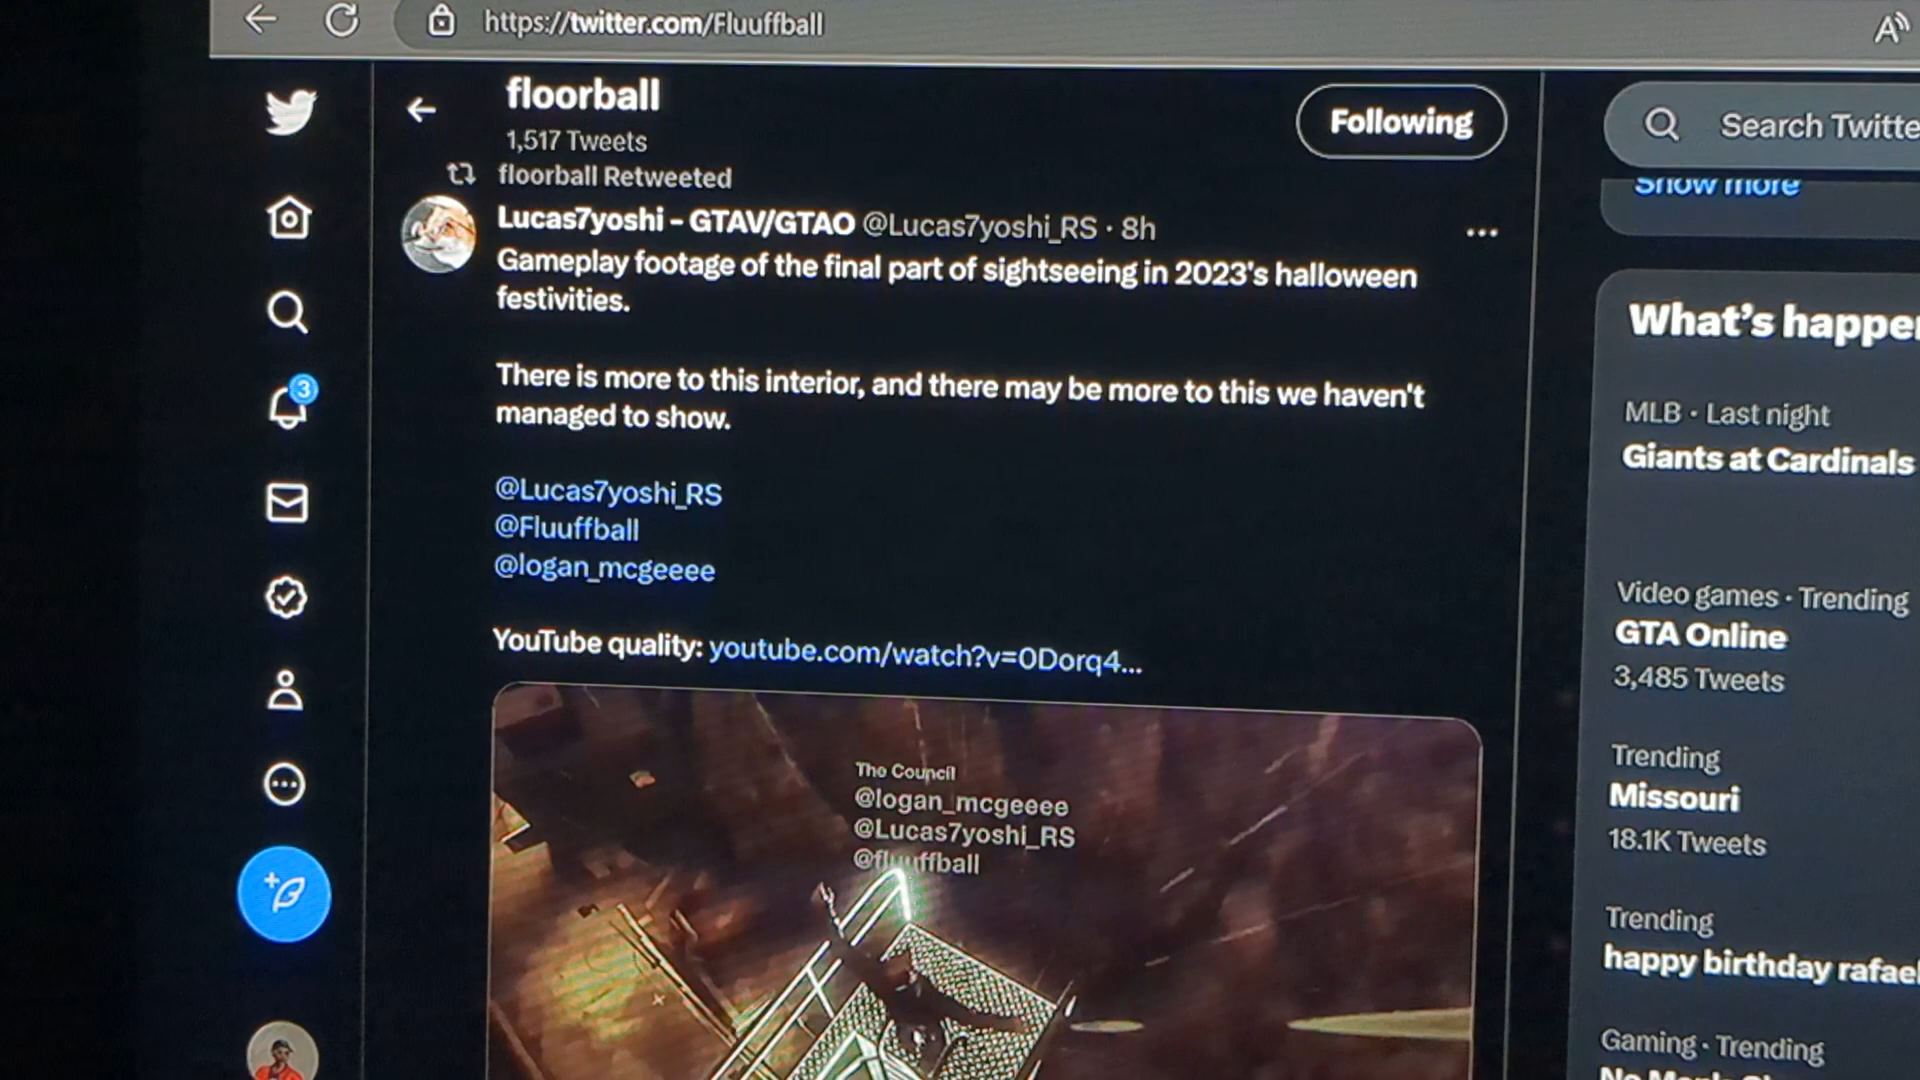 https://twitter.com/Fluuffball
floorball
1,517 Tweets
Following
Search Twitte
floorball Retweeted
Lucas7yoshi - GTAV/GTAO @Lucas7yoshi_RS · 8h
Gameplay footage of the final part of sightseeing in 2023's halloween
festivities.
There is more to this interior, and there may be more to this we haven't
managed to show.
@Lucas7yoshi_RS
@Fluuffball
@logan_mcgeeee
YouTube quality: youtube.com/watch?v=0Dorq4...
The Council
@logan_mcgeeee
@Lucas7yoshi_RS
@fluuffball
3
Show more
What's happe
MLB · Last night
Giants at Cardinals
Video games · Trending
GTA Online
3,485 Tweets
Trending
Missouri
18.1K Tweets
Trending
happy birthday rafael
Gaming · Trending